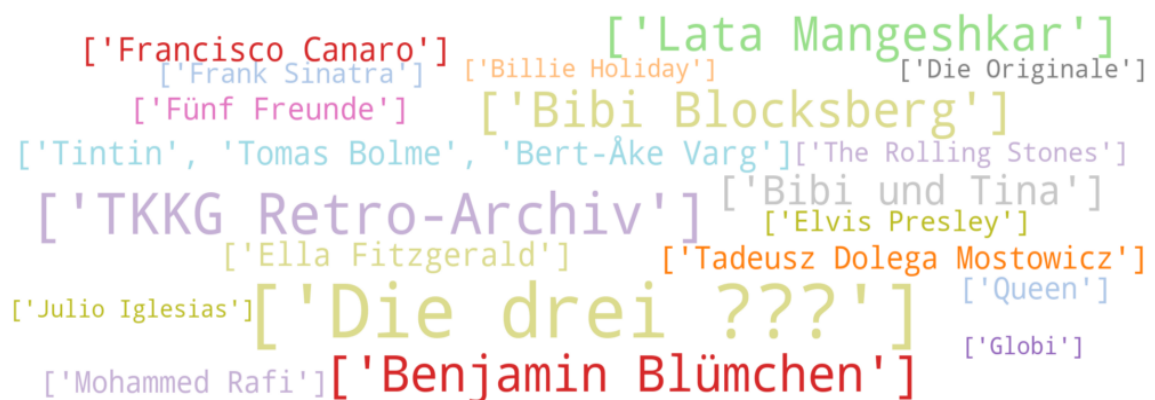 ['Francisco Canaro'] ['Lata Mangeshkar']
['Frank Sinatra'] ['Billie Holiday'] ['Die Originale']
['Fünf Freunde'] ['Bibi Blocksberg']
['Tintin', 'Tomas Bolme', 'Bert-Åke Varg'] ['The Rolling Stones']
['TKKG Retro-Archiv'] ['Bibi und Tina']
['Elvis Presley']
['Ella Fitzgerald'] ['Tadeusz Dolega Mostowicz']
['Julio Iglesias'] ['Die drei ???'] ['Queen']
['Globi']
['Mohammed Rafi'] ['Benjamin Blümchen']